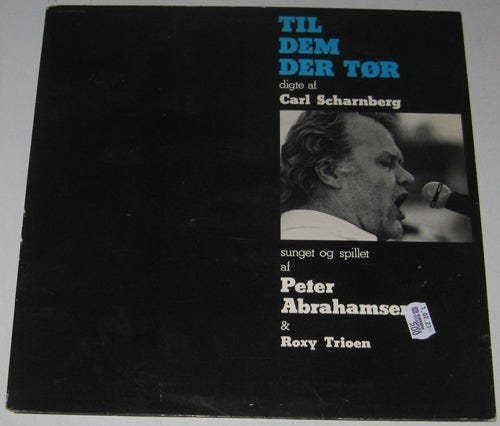 TIL
DEM
DER TØR
digte af
Carl Scharnberg
sunget og spillet
af
Peter
Abrahamsen
&
Roxy Trioen